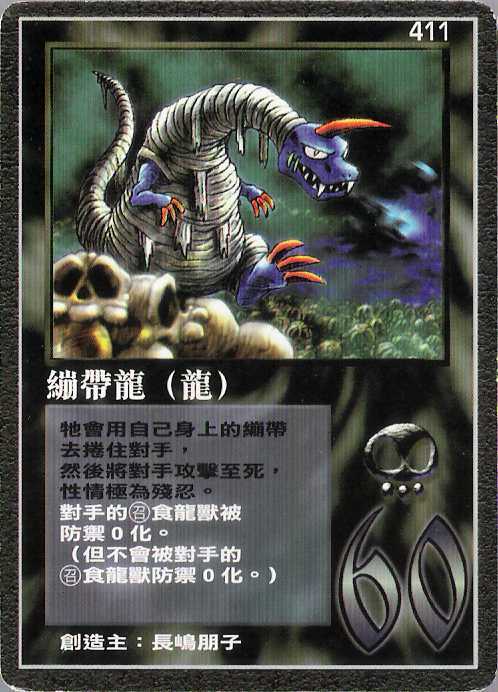 411
繃帶龍（龍）
牠會用自己身上的繃帶
去捲住對手，
然後將對手攻擊至死，
性情極為殘忍。
對手的㊁食龍獸被
防禦０化。
（但不會被對手的
召食龍獸防禦０化。）
60
創造主：長嶋朋子